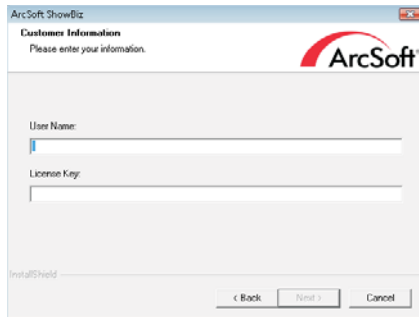 ArcSoft ShowBiz
Customer Information
Please enter your information.
ArcSoft
User Name:
License Key:
InstallShield
< Back
Next >
Cancel